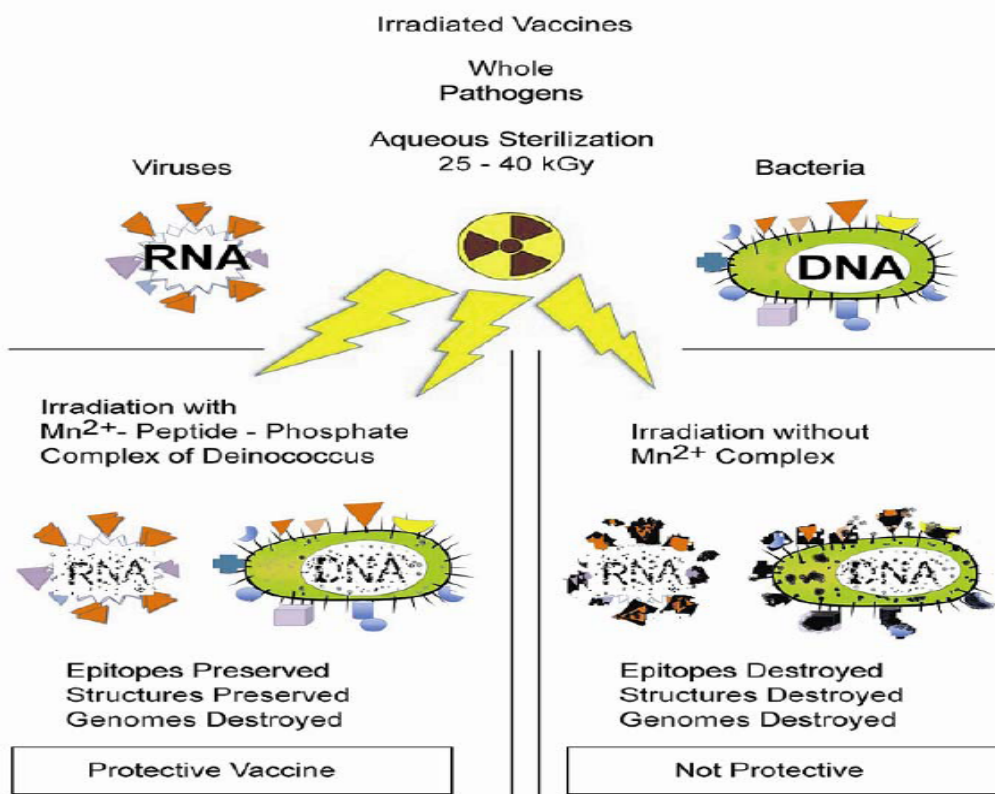 Irradiated Vaccines
Whole
Pathogens
Aqueous Sterilization
25 - 40 kGy
Viruses
Bacteria
RNA
DNA
Irradiation with
Mn2+- Peptide - Phosphate
Complex of Deinococcus
Irradiation without
Mn2+ Complex
RNA
DNA
RNA
DNA
Epitopes Preserved
Structures Preserved
Genomes Destroyed
Epitopes Destroyed
Structures Destroyed
Genomes Destroyed
Protective Vaccine
Not Protective